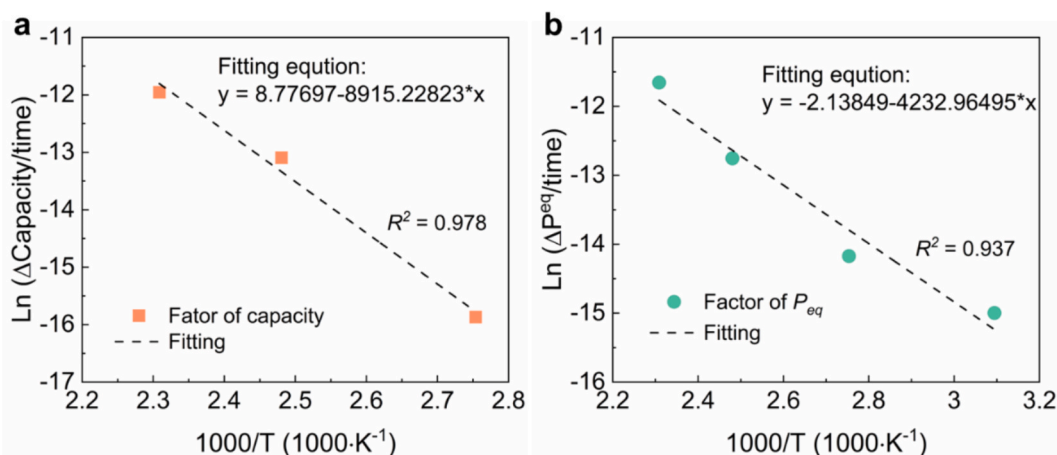 a
-11
-12
-13
-14
-15
-16
-17
Ln (ΔCapacity/time)
Fitting eqution:
y = 8.77697-8915.22823*x
R² = 0.978
Fator of capacity
Fitting
2.2 2.3 2.4 2.5 2.6 2.7 2.8
1000/T (1000·K⁻¹)
b
-11
-12
-13
-14
-15
-16
Ln (ΔP^eq/time)
Fitting eqution:
y = -2.13849-4232.96495*x
R² = 0.937
Factor of P_eq
Fitting
2.2 2.4 2.6 2.8 3 3.2
1000/T (1000·K⁻¹)